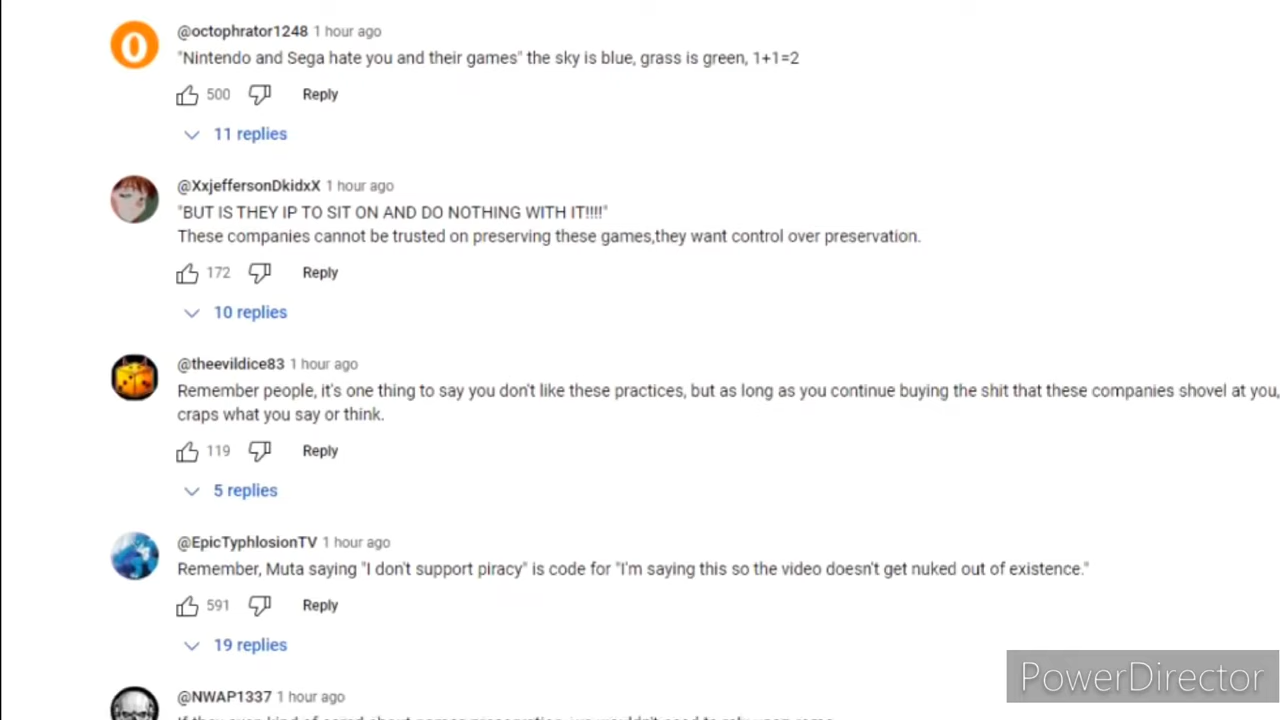 @octophrator1248 1 hour ago
"Nintendo and Sega hate you and their games" the sky is blue, grass is green, 1+1=2
500 Reply
11 replies
@XxjeffersonDkidxX 1 hour ago
"BUT IS THEY IP TO SIT ON AND DO NOTHING WITH IT!!!!"
These companies cannot be trusted on preserving these games,they want control over preservation.
172 Reply
10 replies
@theevildice83 1 hour ago
Remember people, it's one thing to say you don't like these practices, but as long as you continue buying the shit that these companies shovel at you,
craps what you say or think.
119 Reply
5 replies
@EpicTyphlosionTV 1 hour ago
Remember, Muta saying "I don't support piracy" is code for "I'm saying this so the video doesn't get nuked out of existence."
591 Reply
19 replies
PowerDirector
@NWAP1337 1 hour ago